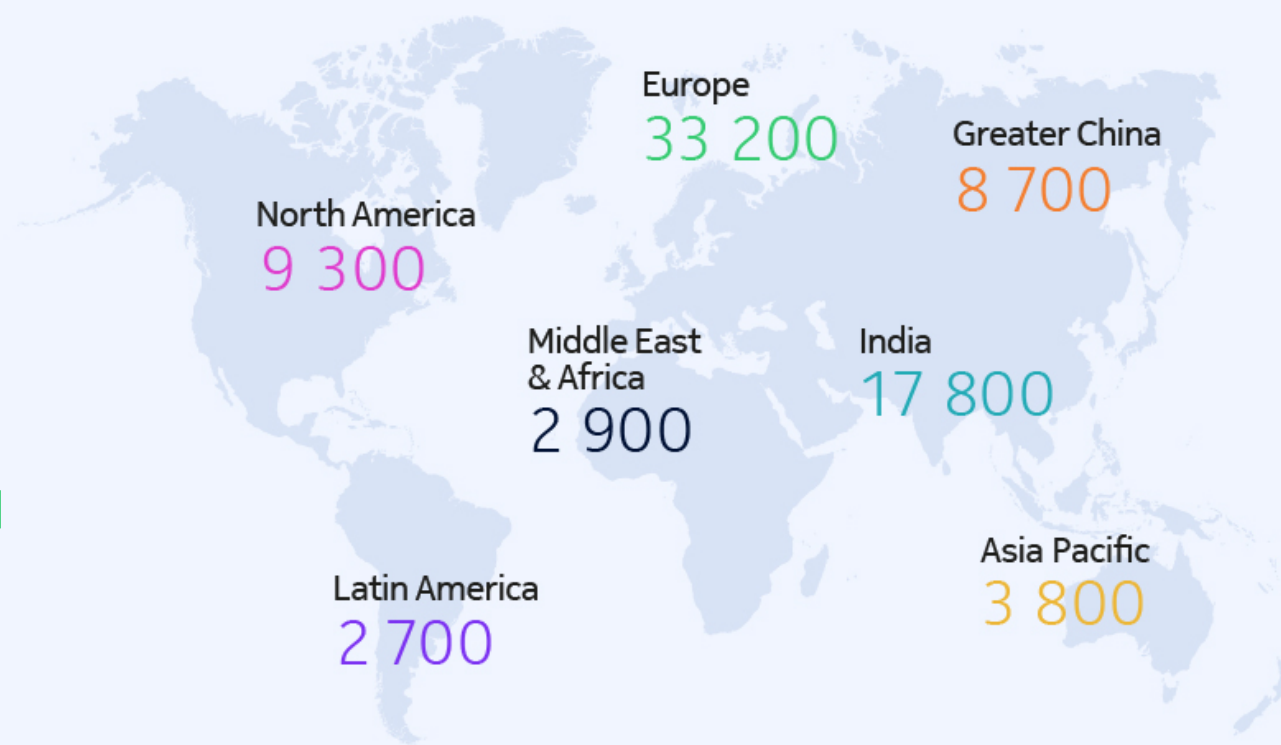 Europe
33 200
Greater China
8 700
North America
9 300
Middle East
& Africa
2 900
India
17 800
Asia Pacific
3 800
Latin America
2 700